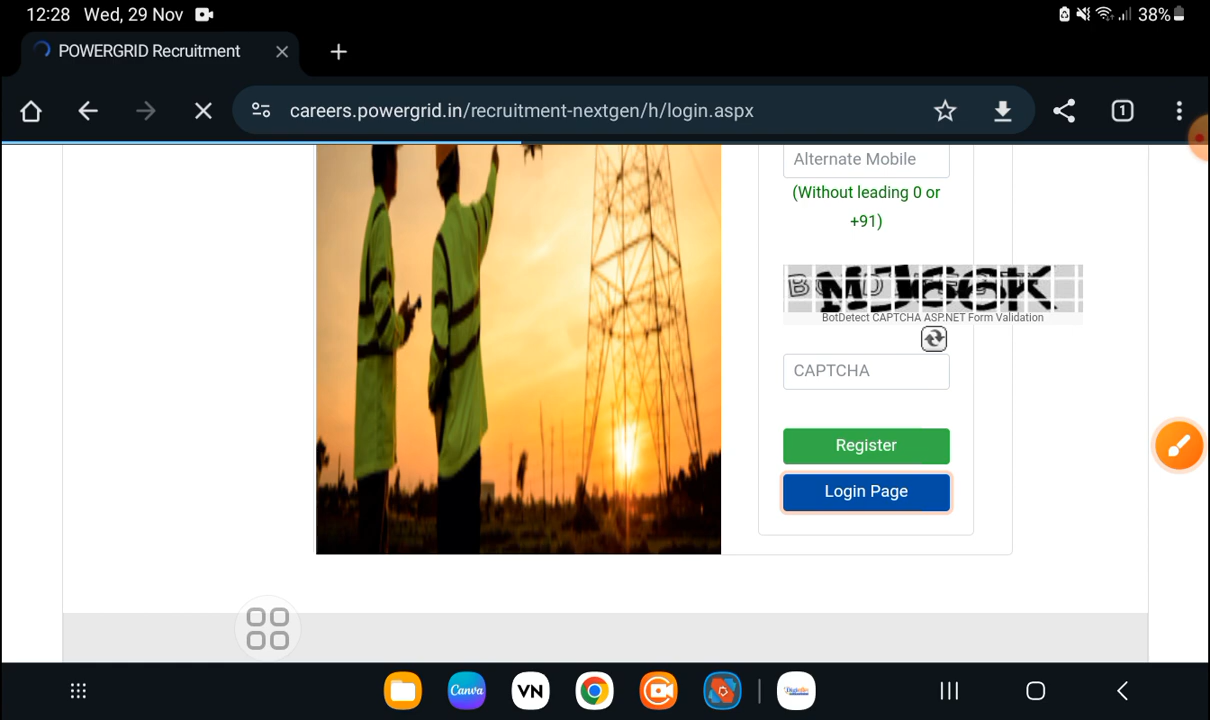 12:28 Wed, 29 Nov
38%
POWERGRID Recruitment
careers.powergrid.in/recruitment-nextgen/h/login.aspx
1
Alternate Mobile
(Without leading 0 or
+91)
BotDetect CAPTCHA ASP.NET Form Validation
CAPTCHA
Register
Login Page
Canva
VN